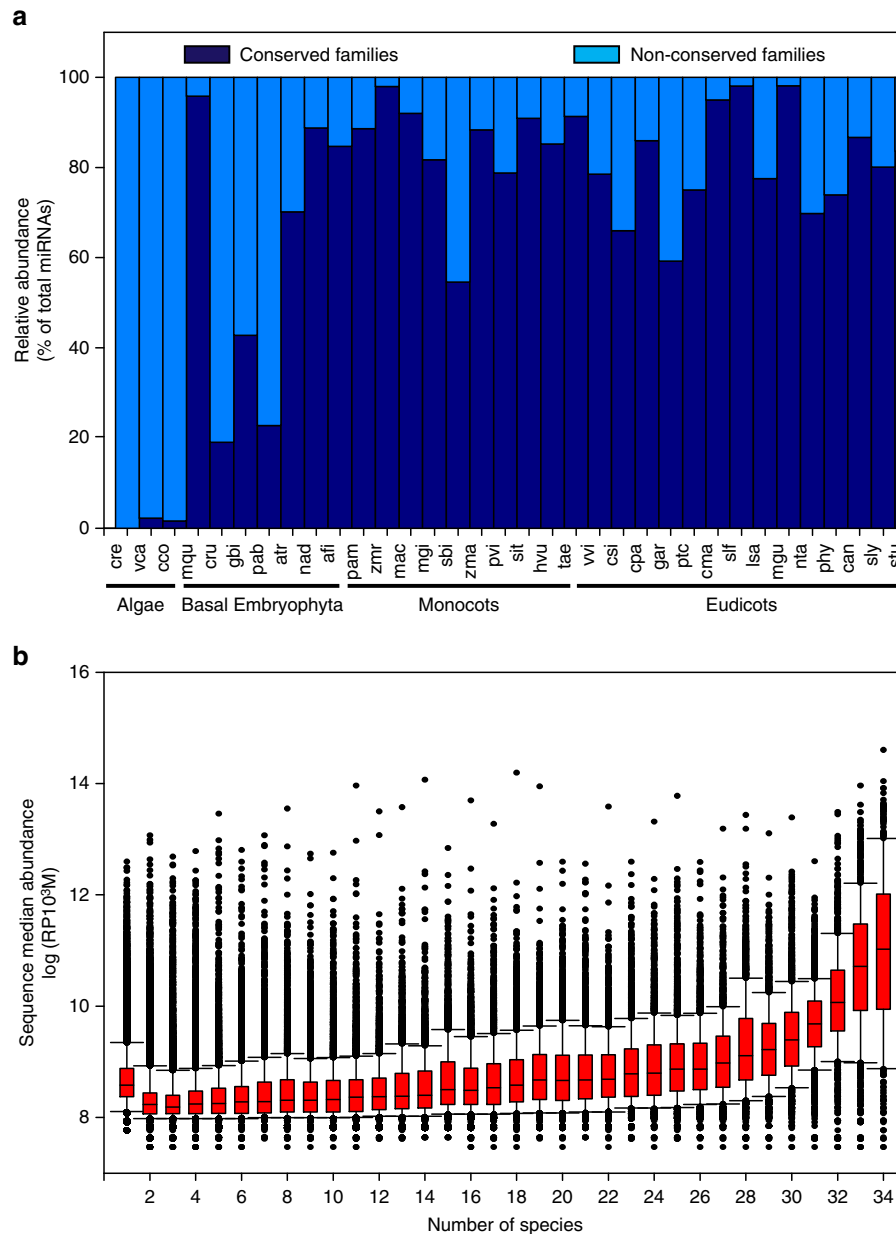 a
Conserved families
Non-conserved families
100
80
60
40
20
0
Relative abundance
(% of total miRNAs)
cre
vca
cco
mqu
cru
gbi
pab
atr
nad
afi
pam
zmr
mac
mgi
sbi
zma
pvi
sit
hvu
tae
vvi
csi
cpa
gar
ptc
cma
slf
lsa
mgu
nta
phy
can
sly
stu
Algae
Basal Embryophyta
Monocots
Eudicots
b
16
14
12
10
8
Sequence median abundance
log (RP10³M)
2 4 6 8 10 12 14 16 18 20 22 24 26 28 30 32 34
Number of species